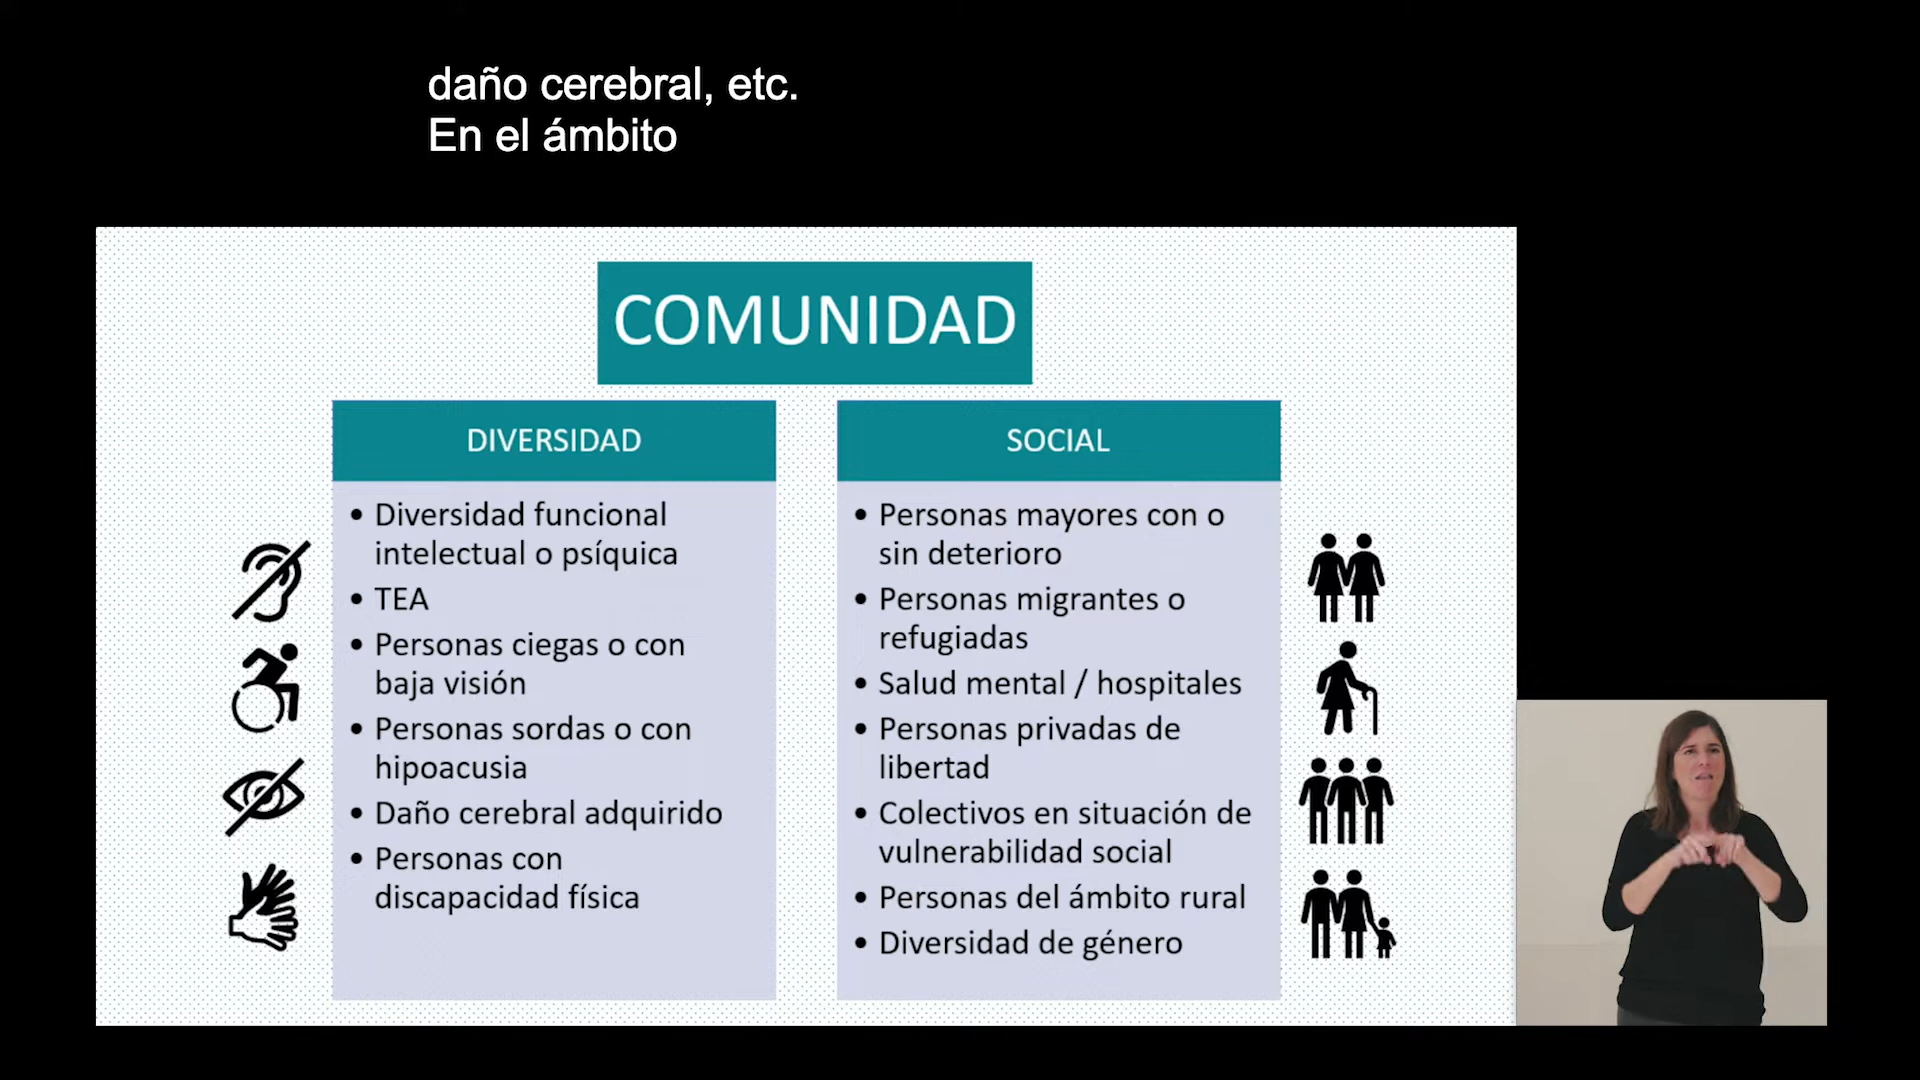 daño cerebral, etc.
En el ámbito
COMUNIDAD
DIVERSIDAD
• Diversidad funcional
intelectual o psíquica
• TEA
• Personas ciegas o con
baja visión
• Personas sordas o con
hipoacusia
• Daño cerebral adquirido
• Personas con
discapacidad física
SOCIAL
• Personas mayores con o
sin deterioro
• Personas migrantes o
refugiadas
• Salud mental / hospitales
• Personas privadas de
libertad
• Colectivos en situación de
vulnerabilidad social
• Personas del ámbito rural
• Diversidad de género